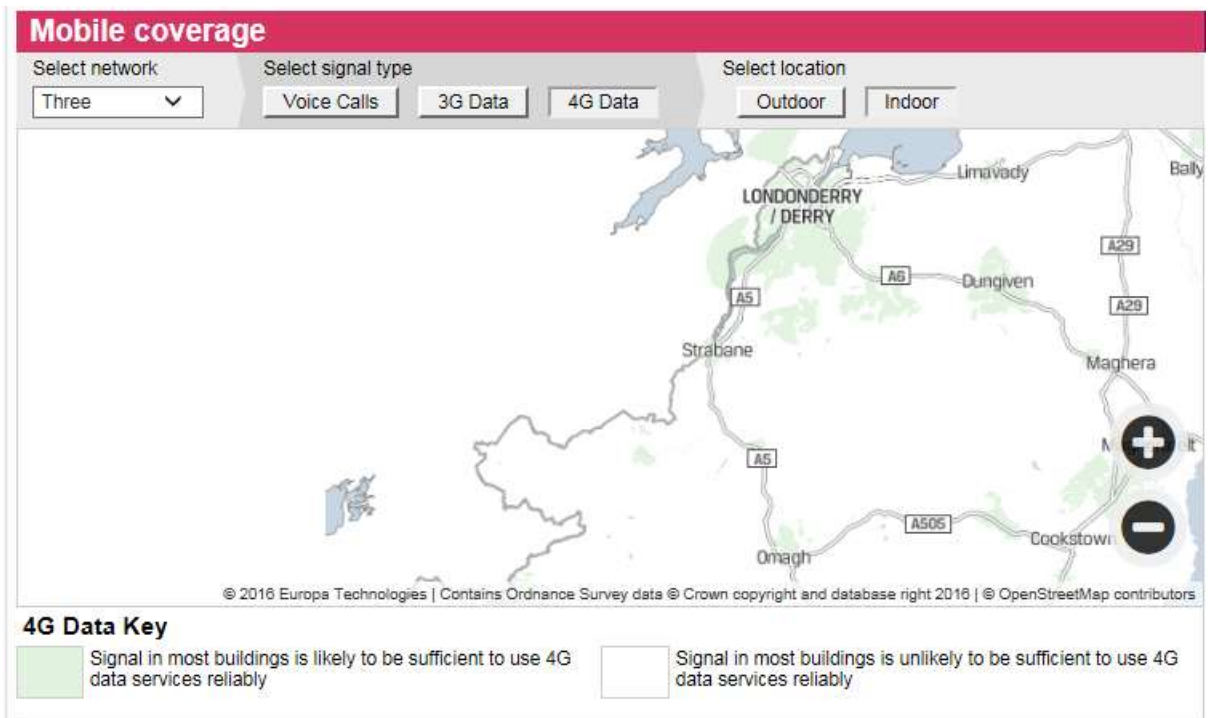 Mobile coverage
Select network
Select signal type
Select location
Three
Voice Calls
3G Data
4G Data
Outdoor
Indoor
Limavady
Bally
LONDONDERRY
/ DERRY
A29
A6
Dungiven
A5
A29
Strabane
Maghera
A5
A505
Cookstown
Omagh
© 2016 Europa Technologies | Contains Ordnance Survey data © Crown copyright and database right 2016 | © OpenStreetMap contributors
4G Data Key
Signal in most buildings is likely to be sufficient to use 4G
data services reliably
Signal in most buildings is unlikely to be sufficient to use 4G
data services reliably